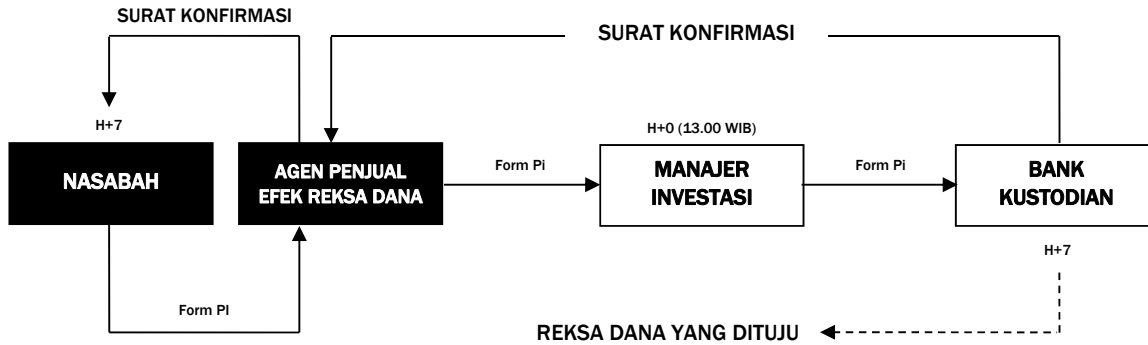 SURAT KONFIRMASI
SURAT KONFIRMASI
H+7
H+0 (13.00 WIB)
NASABAH
AGEN PENJUAL
EFEK REKSA DANA
Form Pi
MANAJER
INVESTASI
Form Pi
BANK
KUSTODIAN
H+7
Form PI
REKSA DANA YANG DITUJU